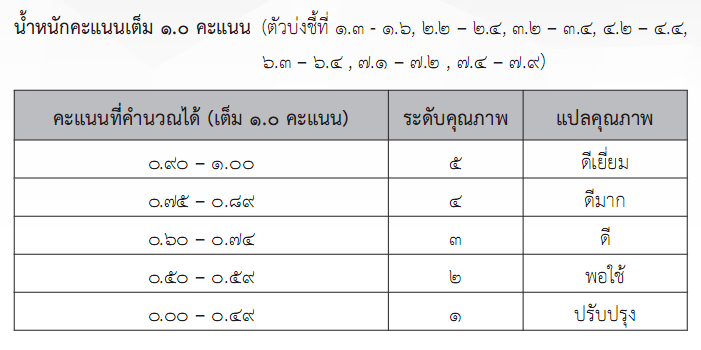 น้ำหนักคะแนนเต็ม ๑.๐ คะแนน (ตัวบ่งชี้ที่ ๑.๓ - ๑.๖, ๒.๒ – ๒.๔, ๓.๒ – ๓.๔, ๔.๒ – ๔.๔,
๖.๓ – ๖.๔ , ๗.๑ – ๗.๒ , ๗.๔ – ๗.๙)
คะแนนที่คำนวณได้ (เต็ม ๑.๐ คะแนน) ระดับคุณภาพ แปลคุณภาพ
๐.๙๐ – ๑.๐๐ ๕ ดีเยี่ยม
๐.๗๕ – ๐.๘๙ ๔ ดีมาก
๐.๖๐ – ๐.๗๔ ๓ ดี
๐.๕๐ – ๐.๕๙ ๒ พอใช้
๐.๐๐ – ๐.๔๙ ๑ ปรับปรุง